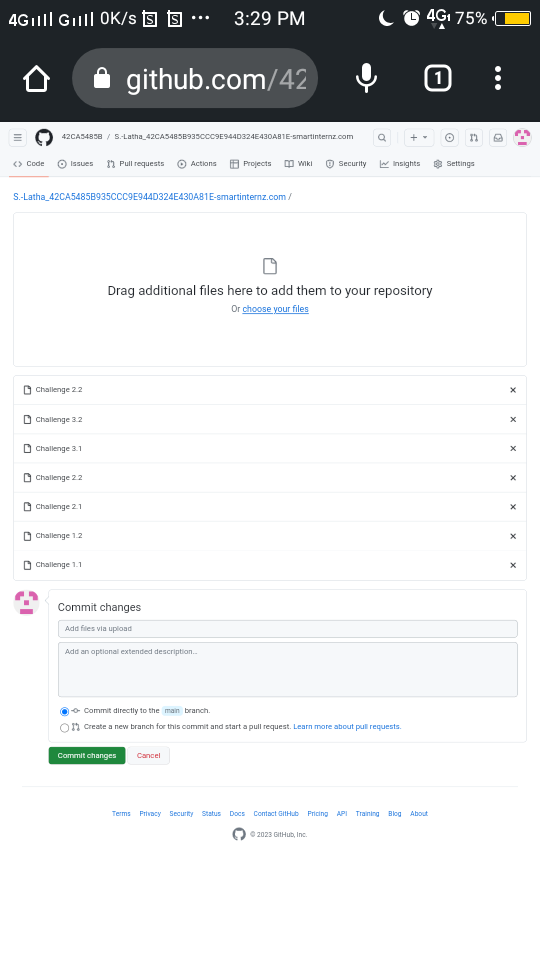 4G G 0K/s S S ... 3:29 PM 4G 75%
github.com/42 1
42CA5485B / S.-Latha_42CA5485B935CCC9E944D324E430A81E-smartinternz.com
Code Issues Pull requests Actions Projects Wiki Security Insights Settings
S.-Latha_42CA5485B935CCC9E944D324E430A81E-smartinternz.com /
Drag additional files here to add them to your repository
Or choose your files
Challenge 2.2
Challenge 3.2
Challenge 3.1
Challenge 2.2
Challenge 2.1
Challenge 1.2
Challenge 1.1
Commit changes
Add files via upload
Add an optional extended description...
Commit directly to the main branch.
Create a new branch for this commit and start a pull request. Learn more about pull requests.
Commit changes Cancel
Terms Privacy Security Status Docs Contact GitHub Pricing API Training Blog About
© 2023 GitHub, Inc.